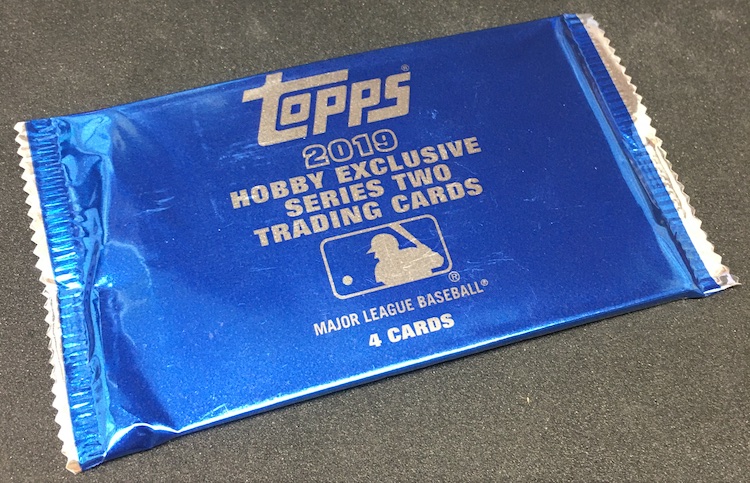 TOPPS®
2019
HOBBY EXCLUSIVE
SERIES TWO
TRADING CARDS
®
MAJOR LEAGUE BASEBALL®
4 CARDS